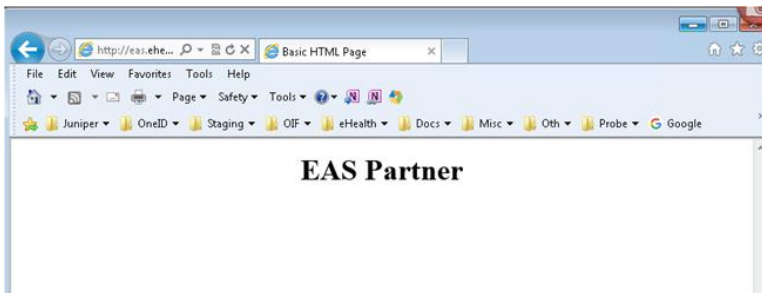 http://eas.ehe... Basic HTML Page
File Edit View Favorites Tools Help
Page Safety Tools
Juniper OneID Staging OIF eHealth Docs Misc Oth Probe G Google
EAS Partner